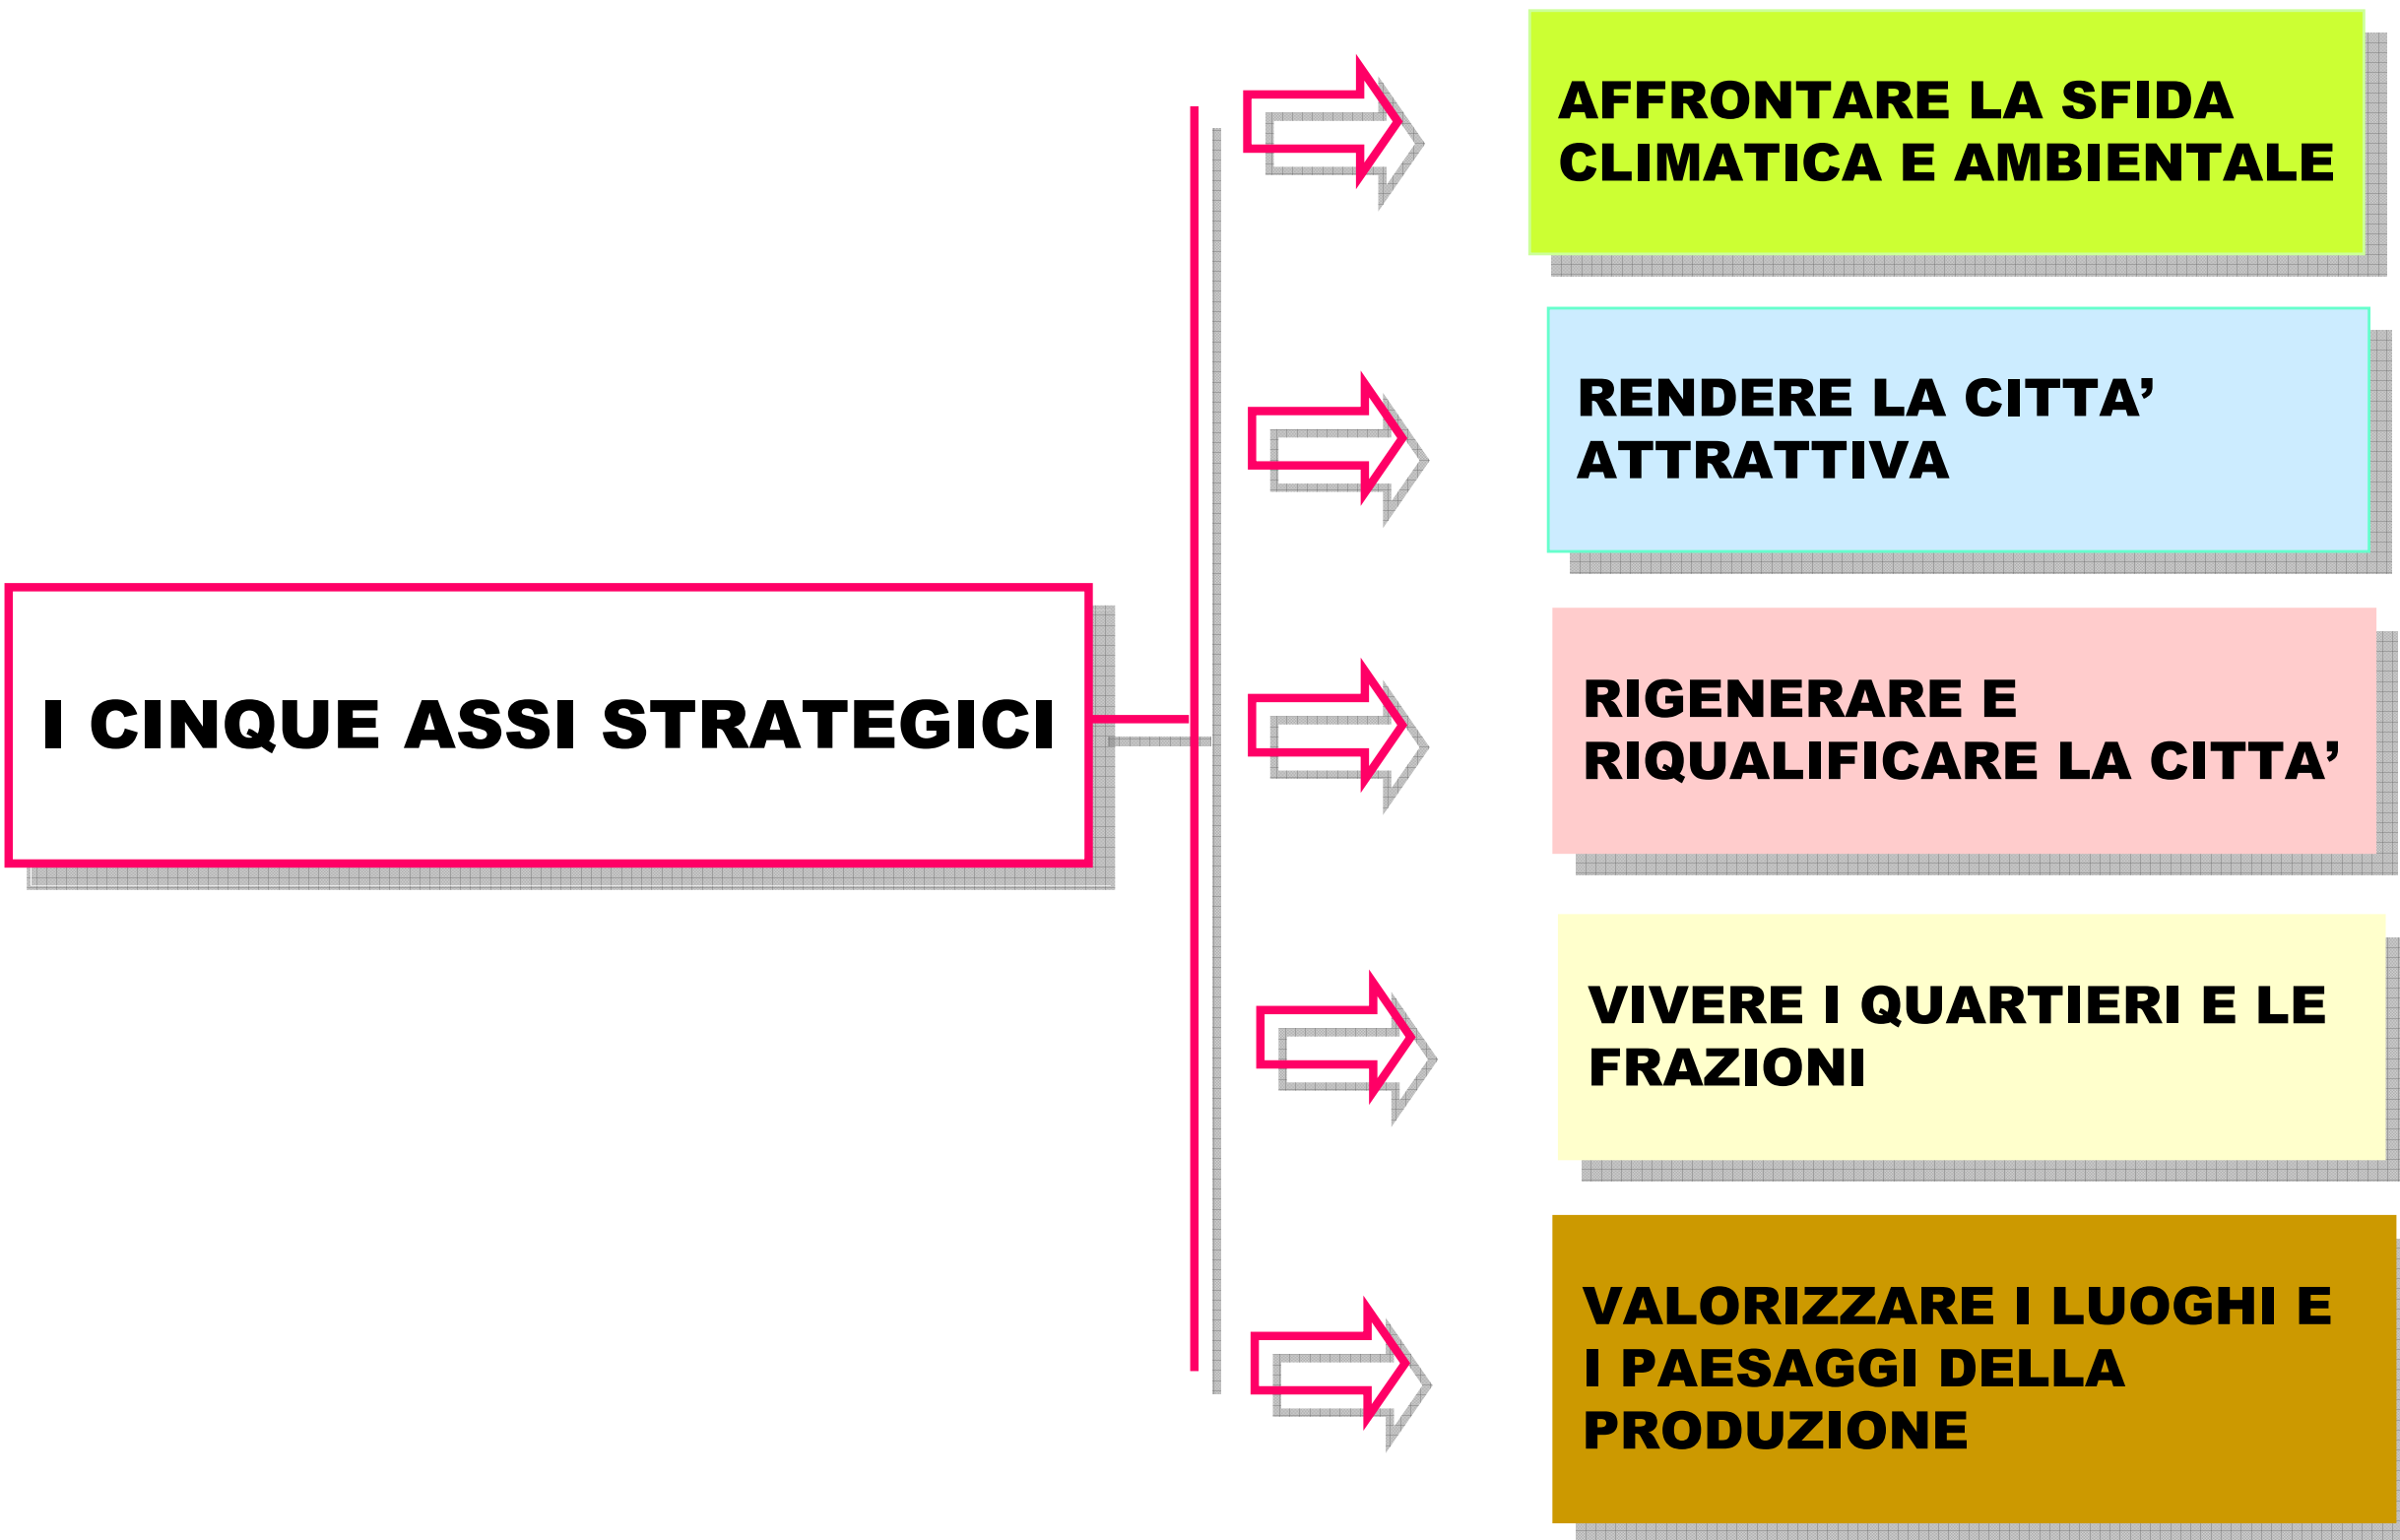 I CINQUE ASSI STRATEGICI
AFFRONTARE LA SFIDA
CLIMATICA E AMBIENTALE
RENDERE LA CITTA’
ATTRATTIVA
RIGENERARE E
RIQUALIFICARE LA CITTA’
VIVERE I QUARTIERI E LE
FRAZIONI
VALORIZZARE I LUOGHI E
I PAESAGGI DELLA
PRODUZIONE